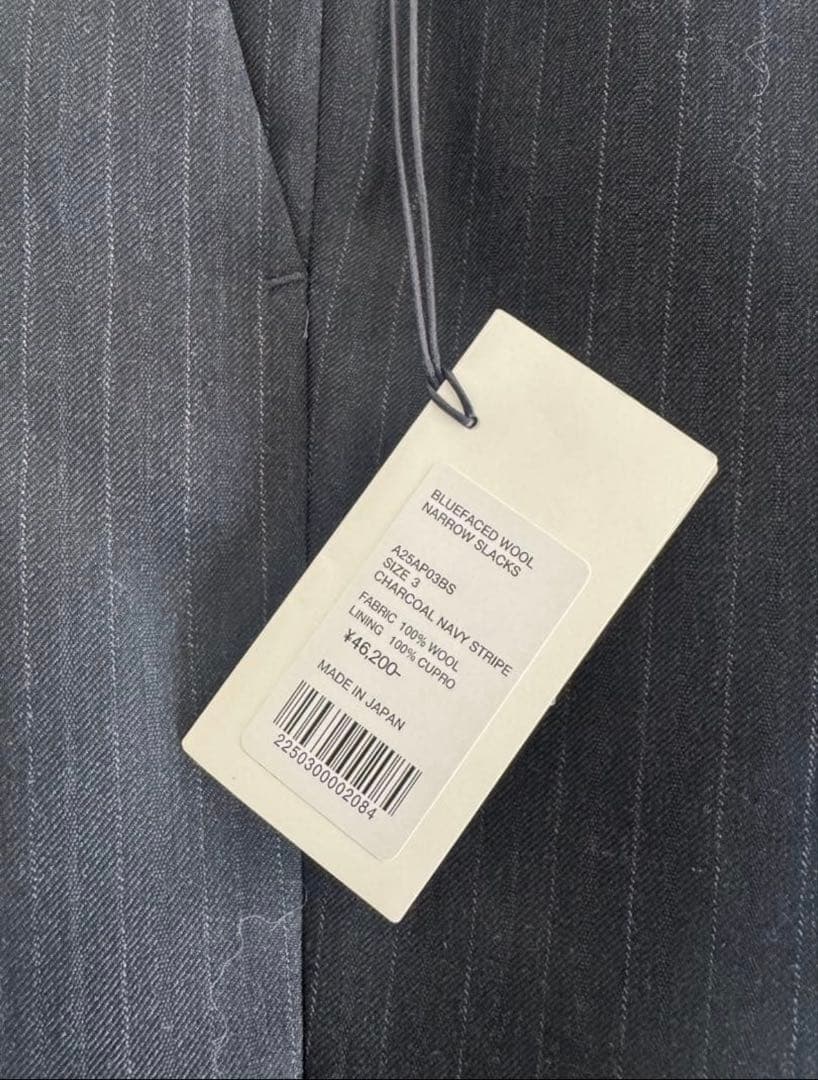 BLUEFACED WOOL
NARROW SLACKS
A25AP03BS
SIZE 3
CHARCOAL NAVY STRIPE
FABRIC 100% WOOL
LINING 100% CUPRO
¥46,200-
MADE IN JAPAN
2250300002084